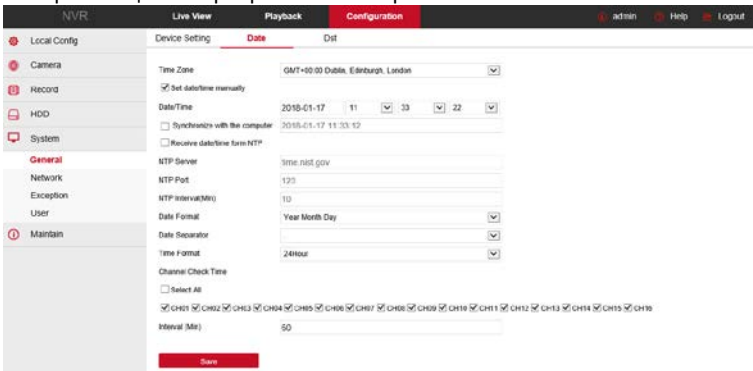 NVR Live View Playback Configuration admin Help Logout
Local Config
Camera
Record
HDD
System
General
Network
Exception
User
Maintain
Device Setting Date Dst
Time Zone GMT+00:00 Dublin, Edinburgh, London
Set date/time manually
Date/Time 2018-01-17 11 33 22
Synchronize with the computer 2018-01-17 11:33:12
Receive date/time form NTP
NTP Server time.nist.gov
NTP Port 123
NTP Interval(Min) 10
Date Format Year Month Day
Date Separator
Time Format 24Hour
Channel Check Time
Select All
CH01 CH02 CH03 CH04 CH05 CH06 CH07 CH08 CH09 CH10 CH11 CH12 CH13 CH14 CH15 CH16
Interval (Min) 60
Save